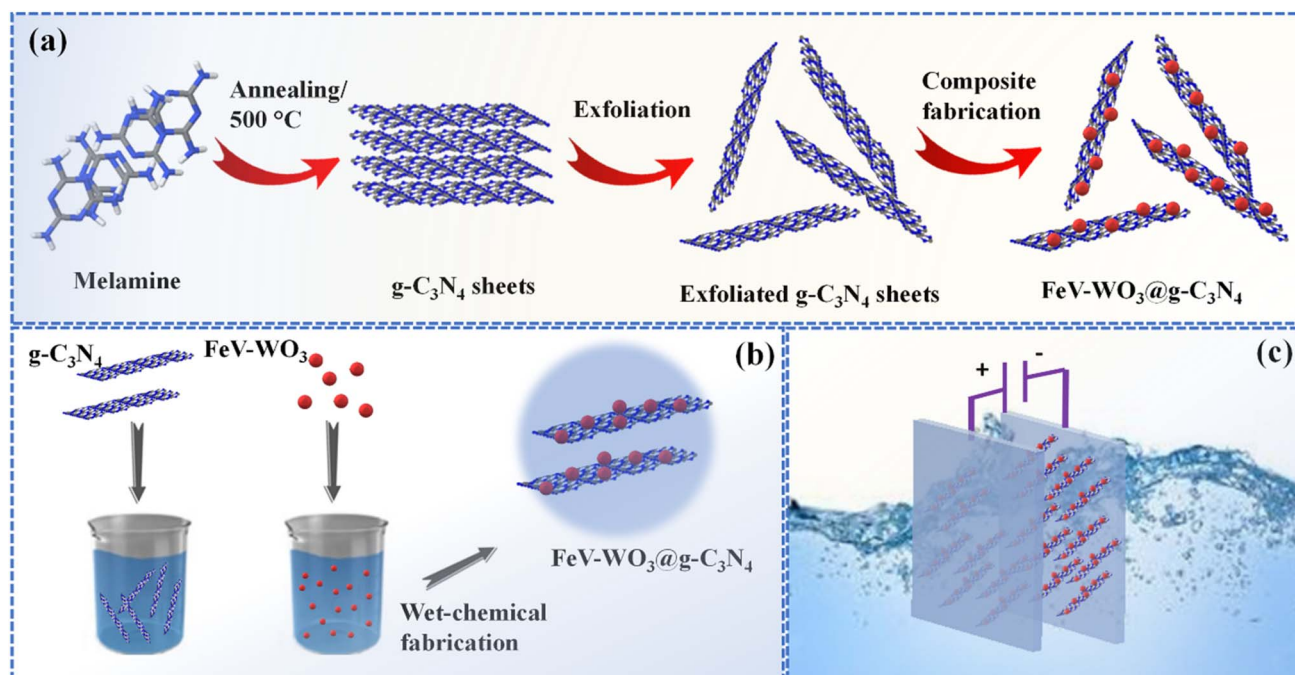 (a)
Annealing/
500 °C
Exfoliation
Composite
fabrication
Melamine
g-C₃N₄ sheets
Exfoliated g-C₃N₄ sheets
FeV-WO₃@g-C₃N₄
(b)
g-C₃N₄
FeV-WO₃
FeV-WO₃@g-C₃N₄
Wet-chemical
fabrication
(c)
+
-